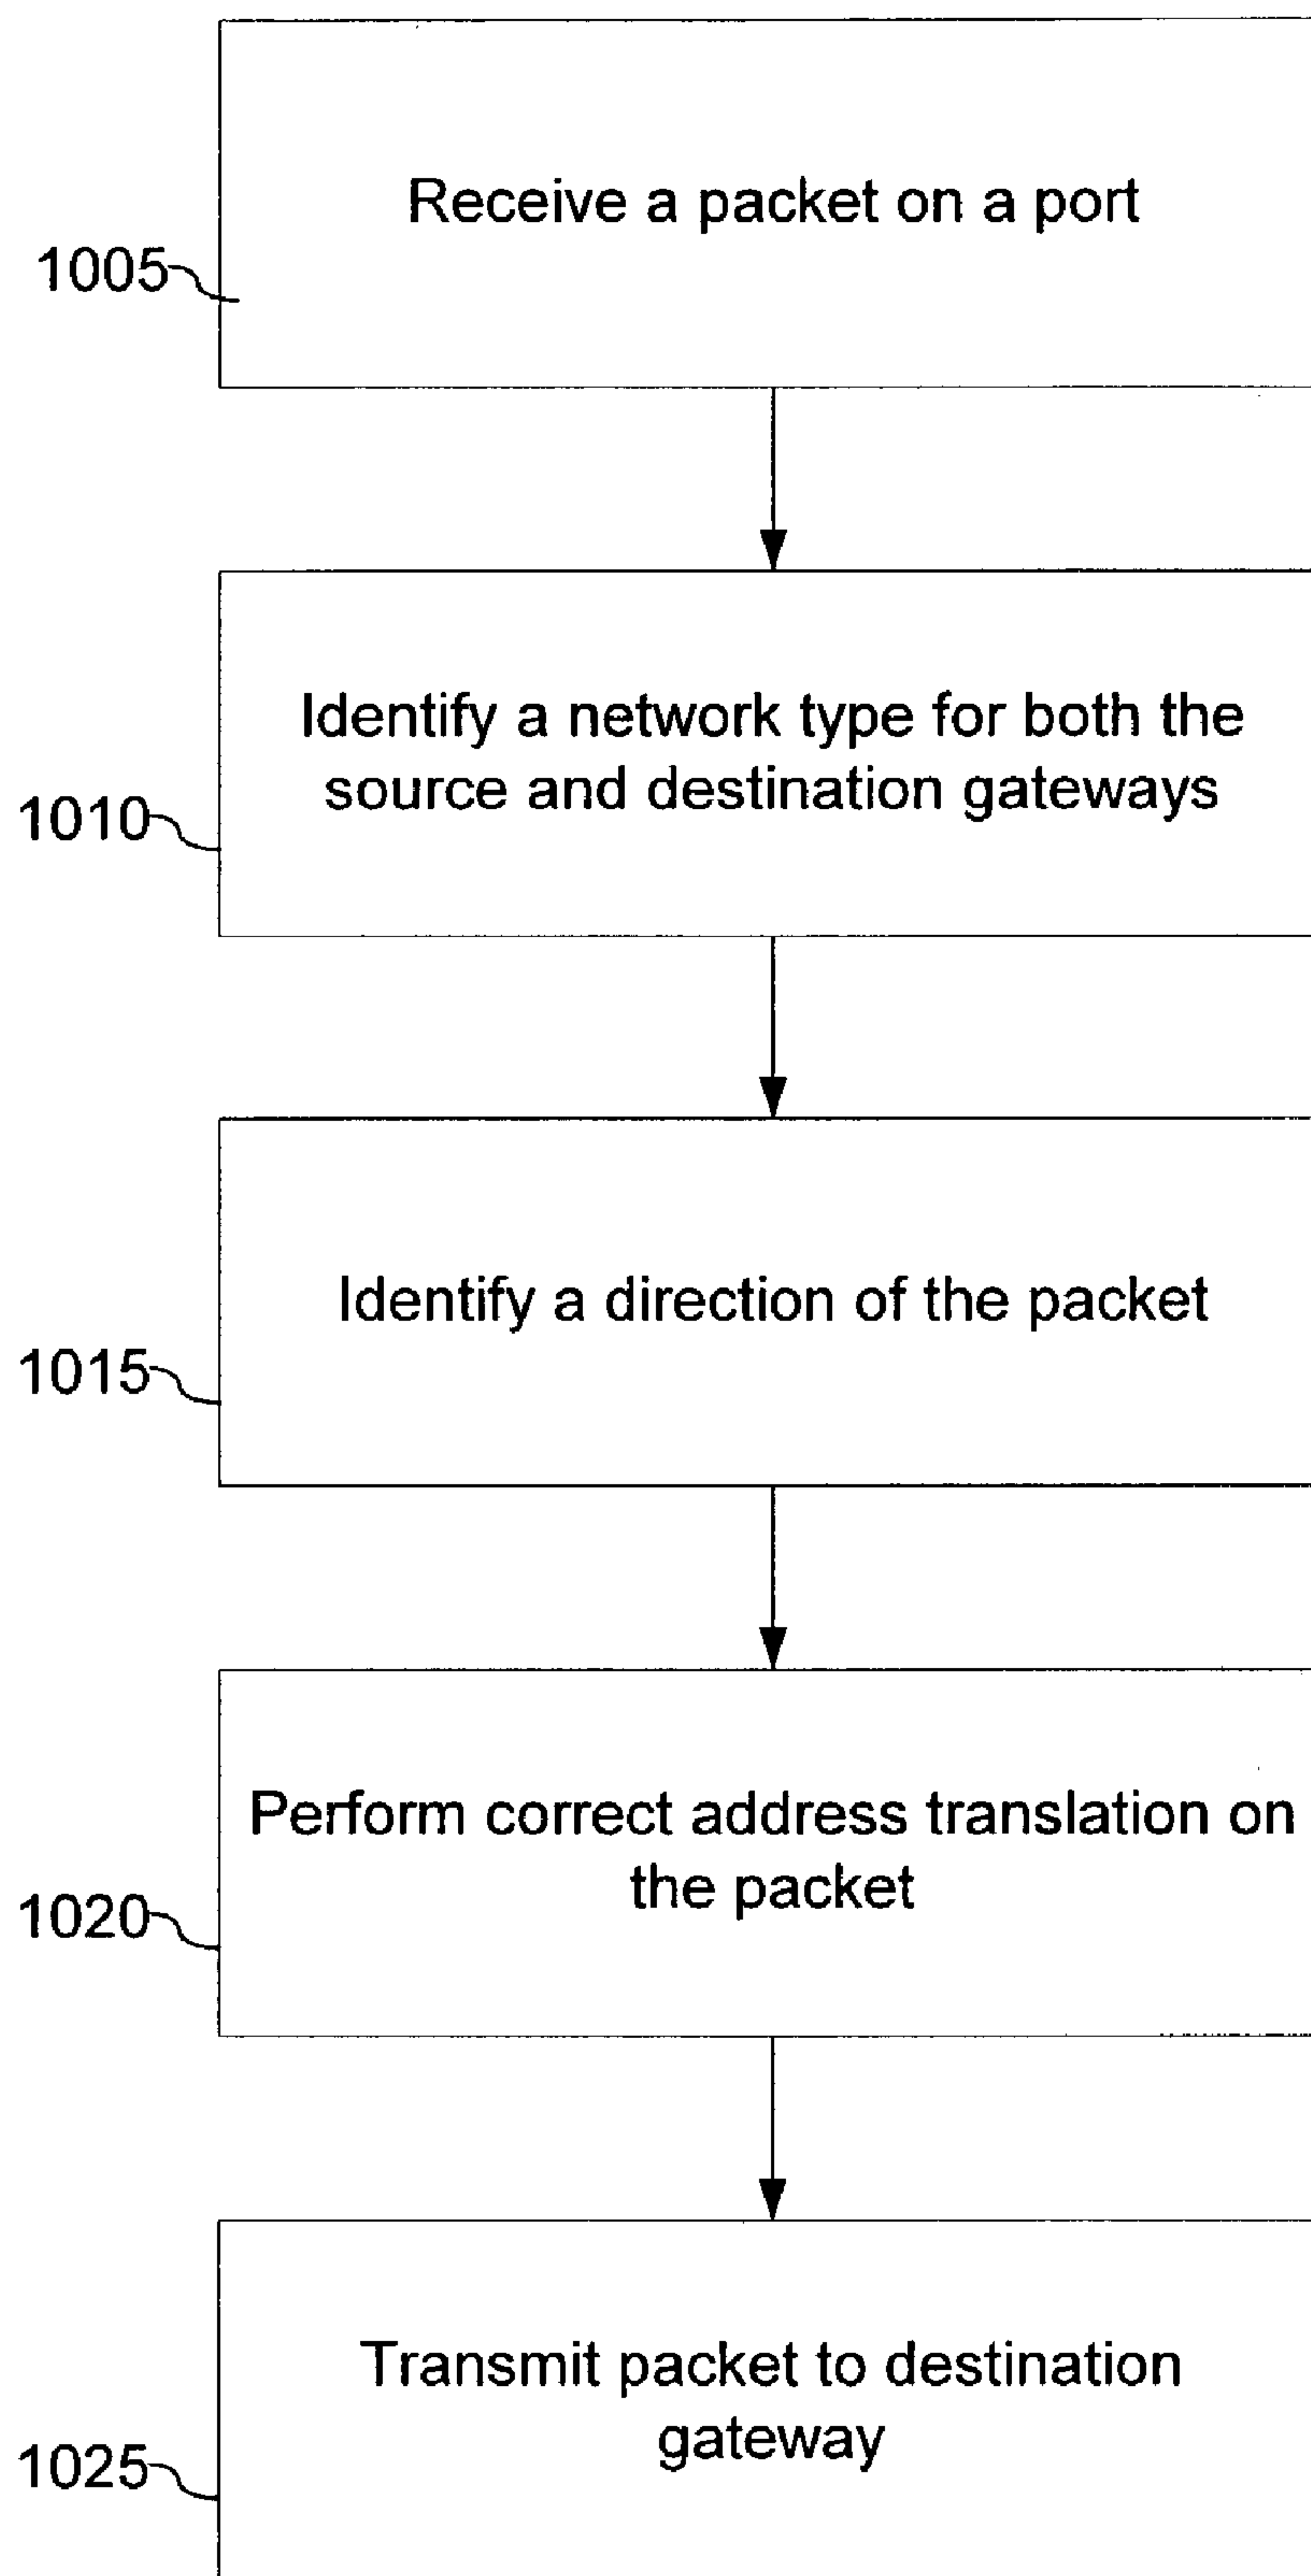 Receive a packet on a port
1005
Identify a network type for both the
source and destination gateways
1010
Identify a direction of the packet
1015
Perform correct address translation on
the packet
1020
Transmit packet to destination
gateway
1025